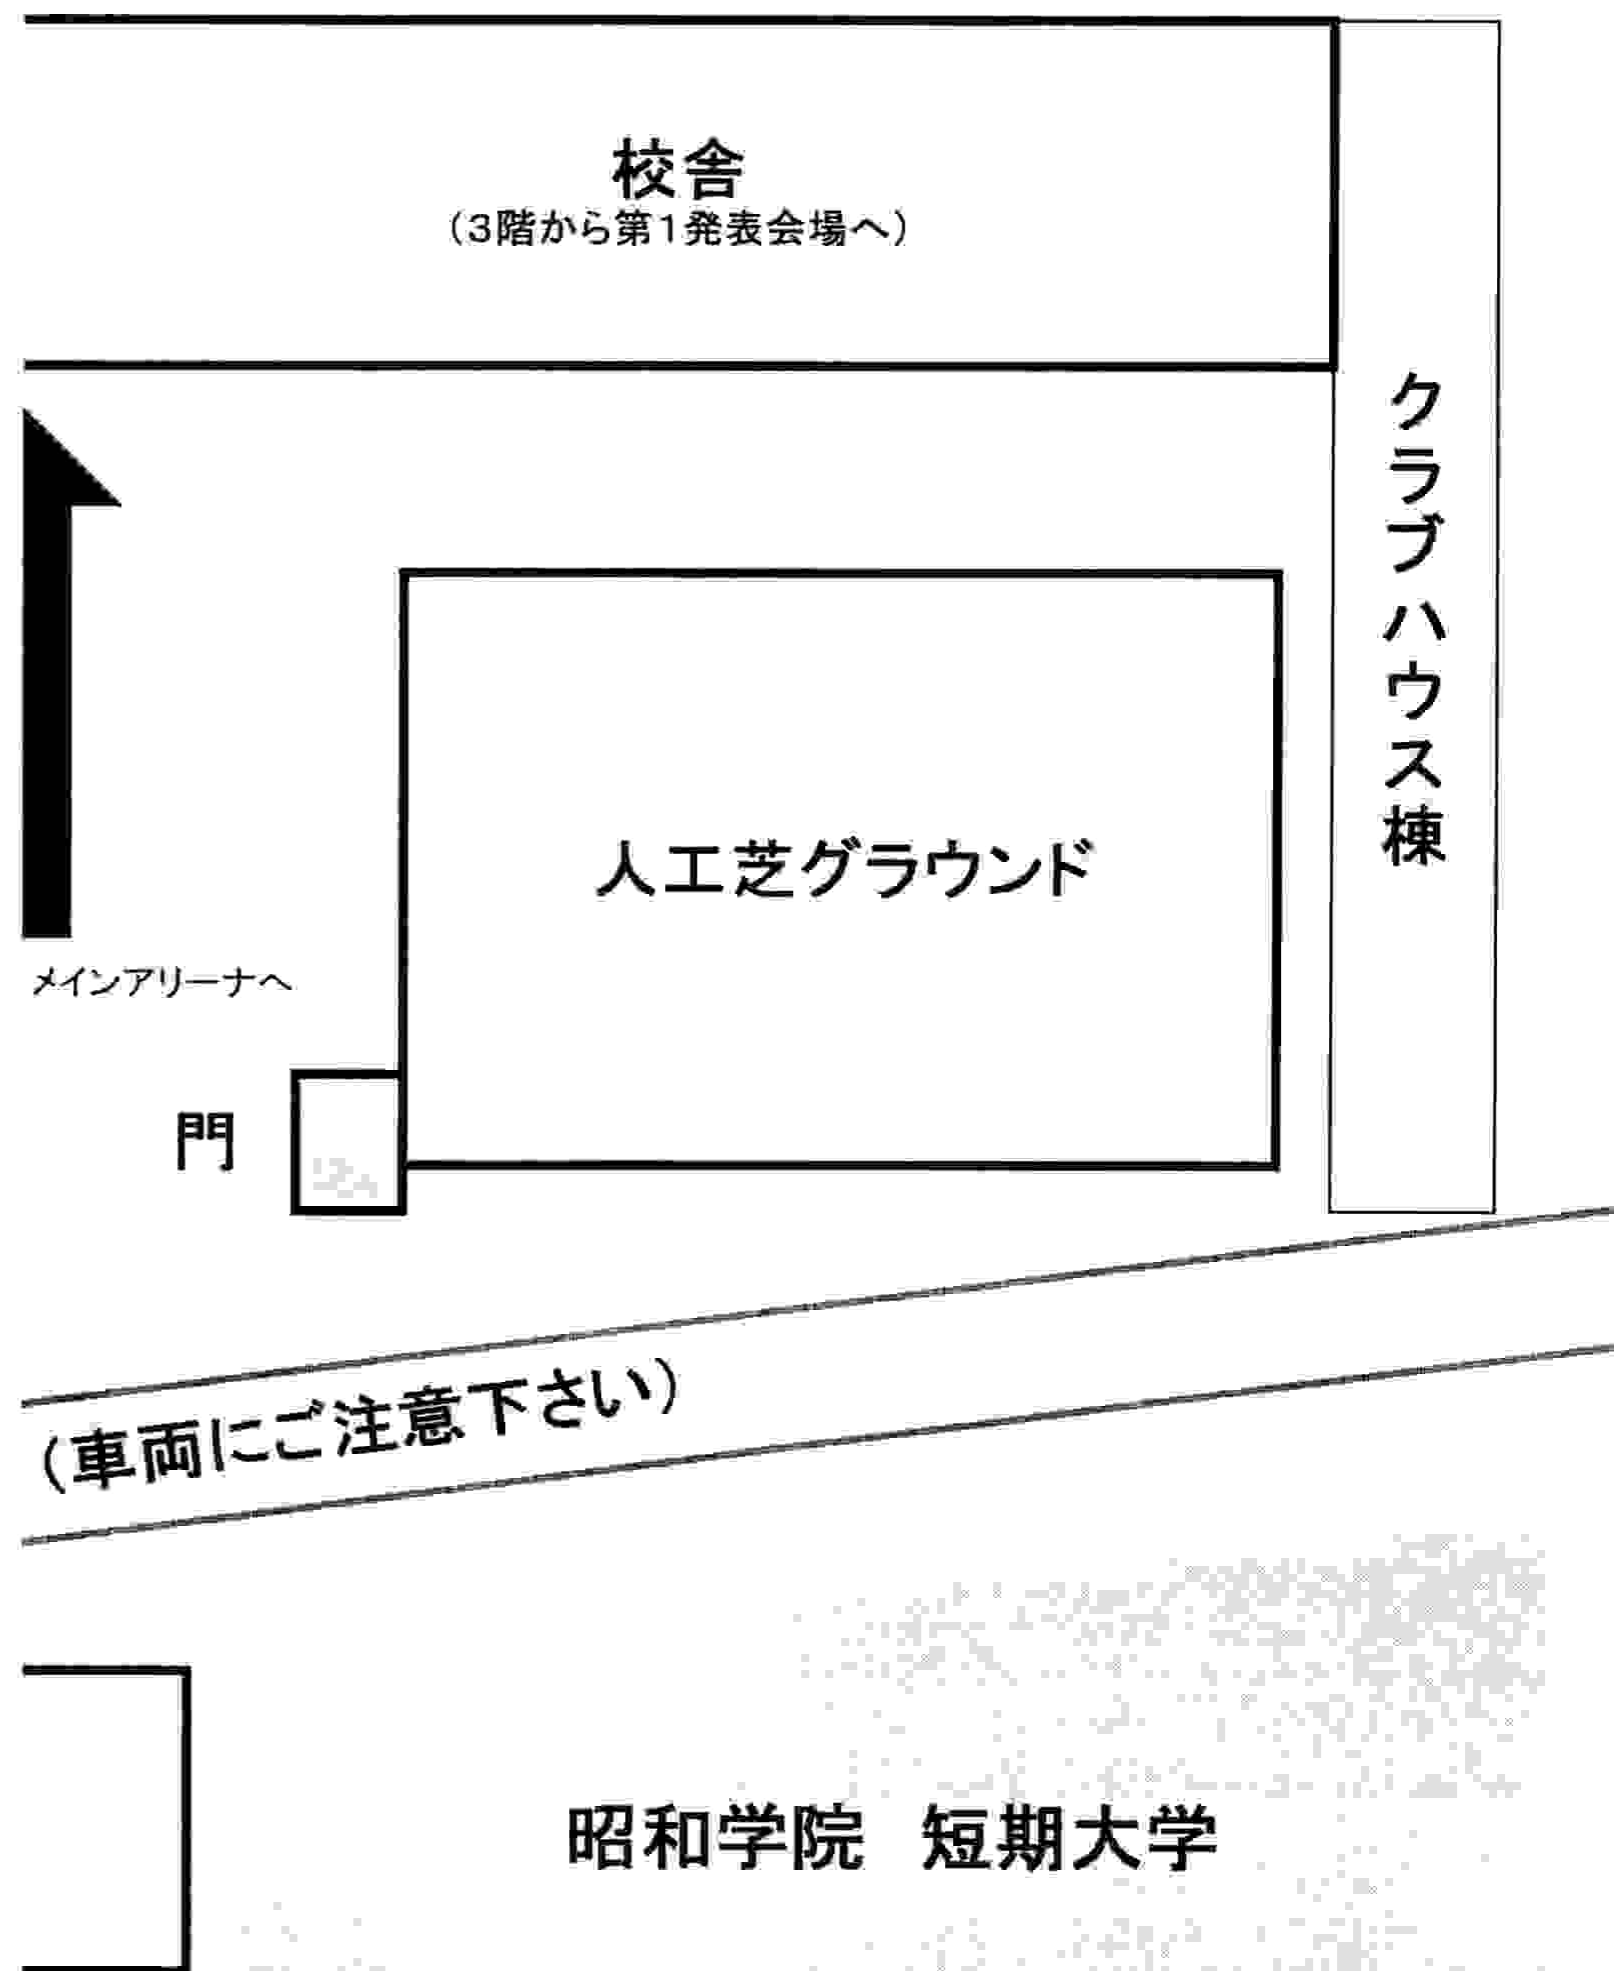 校舎
（3階から第1発表会場へ）
クラブハウス棟
人工芝グラウンド
メインアリーナへ
門
（車両にご注意下さい）
昭和学院　短期大学